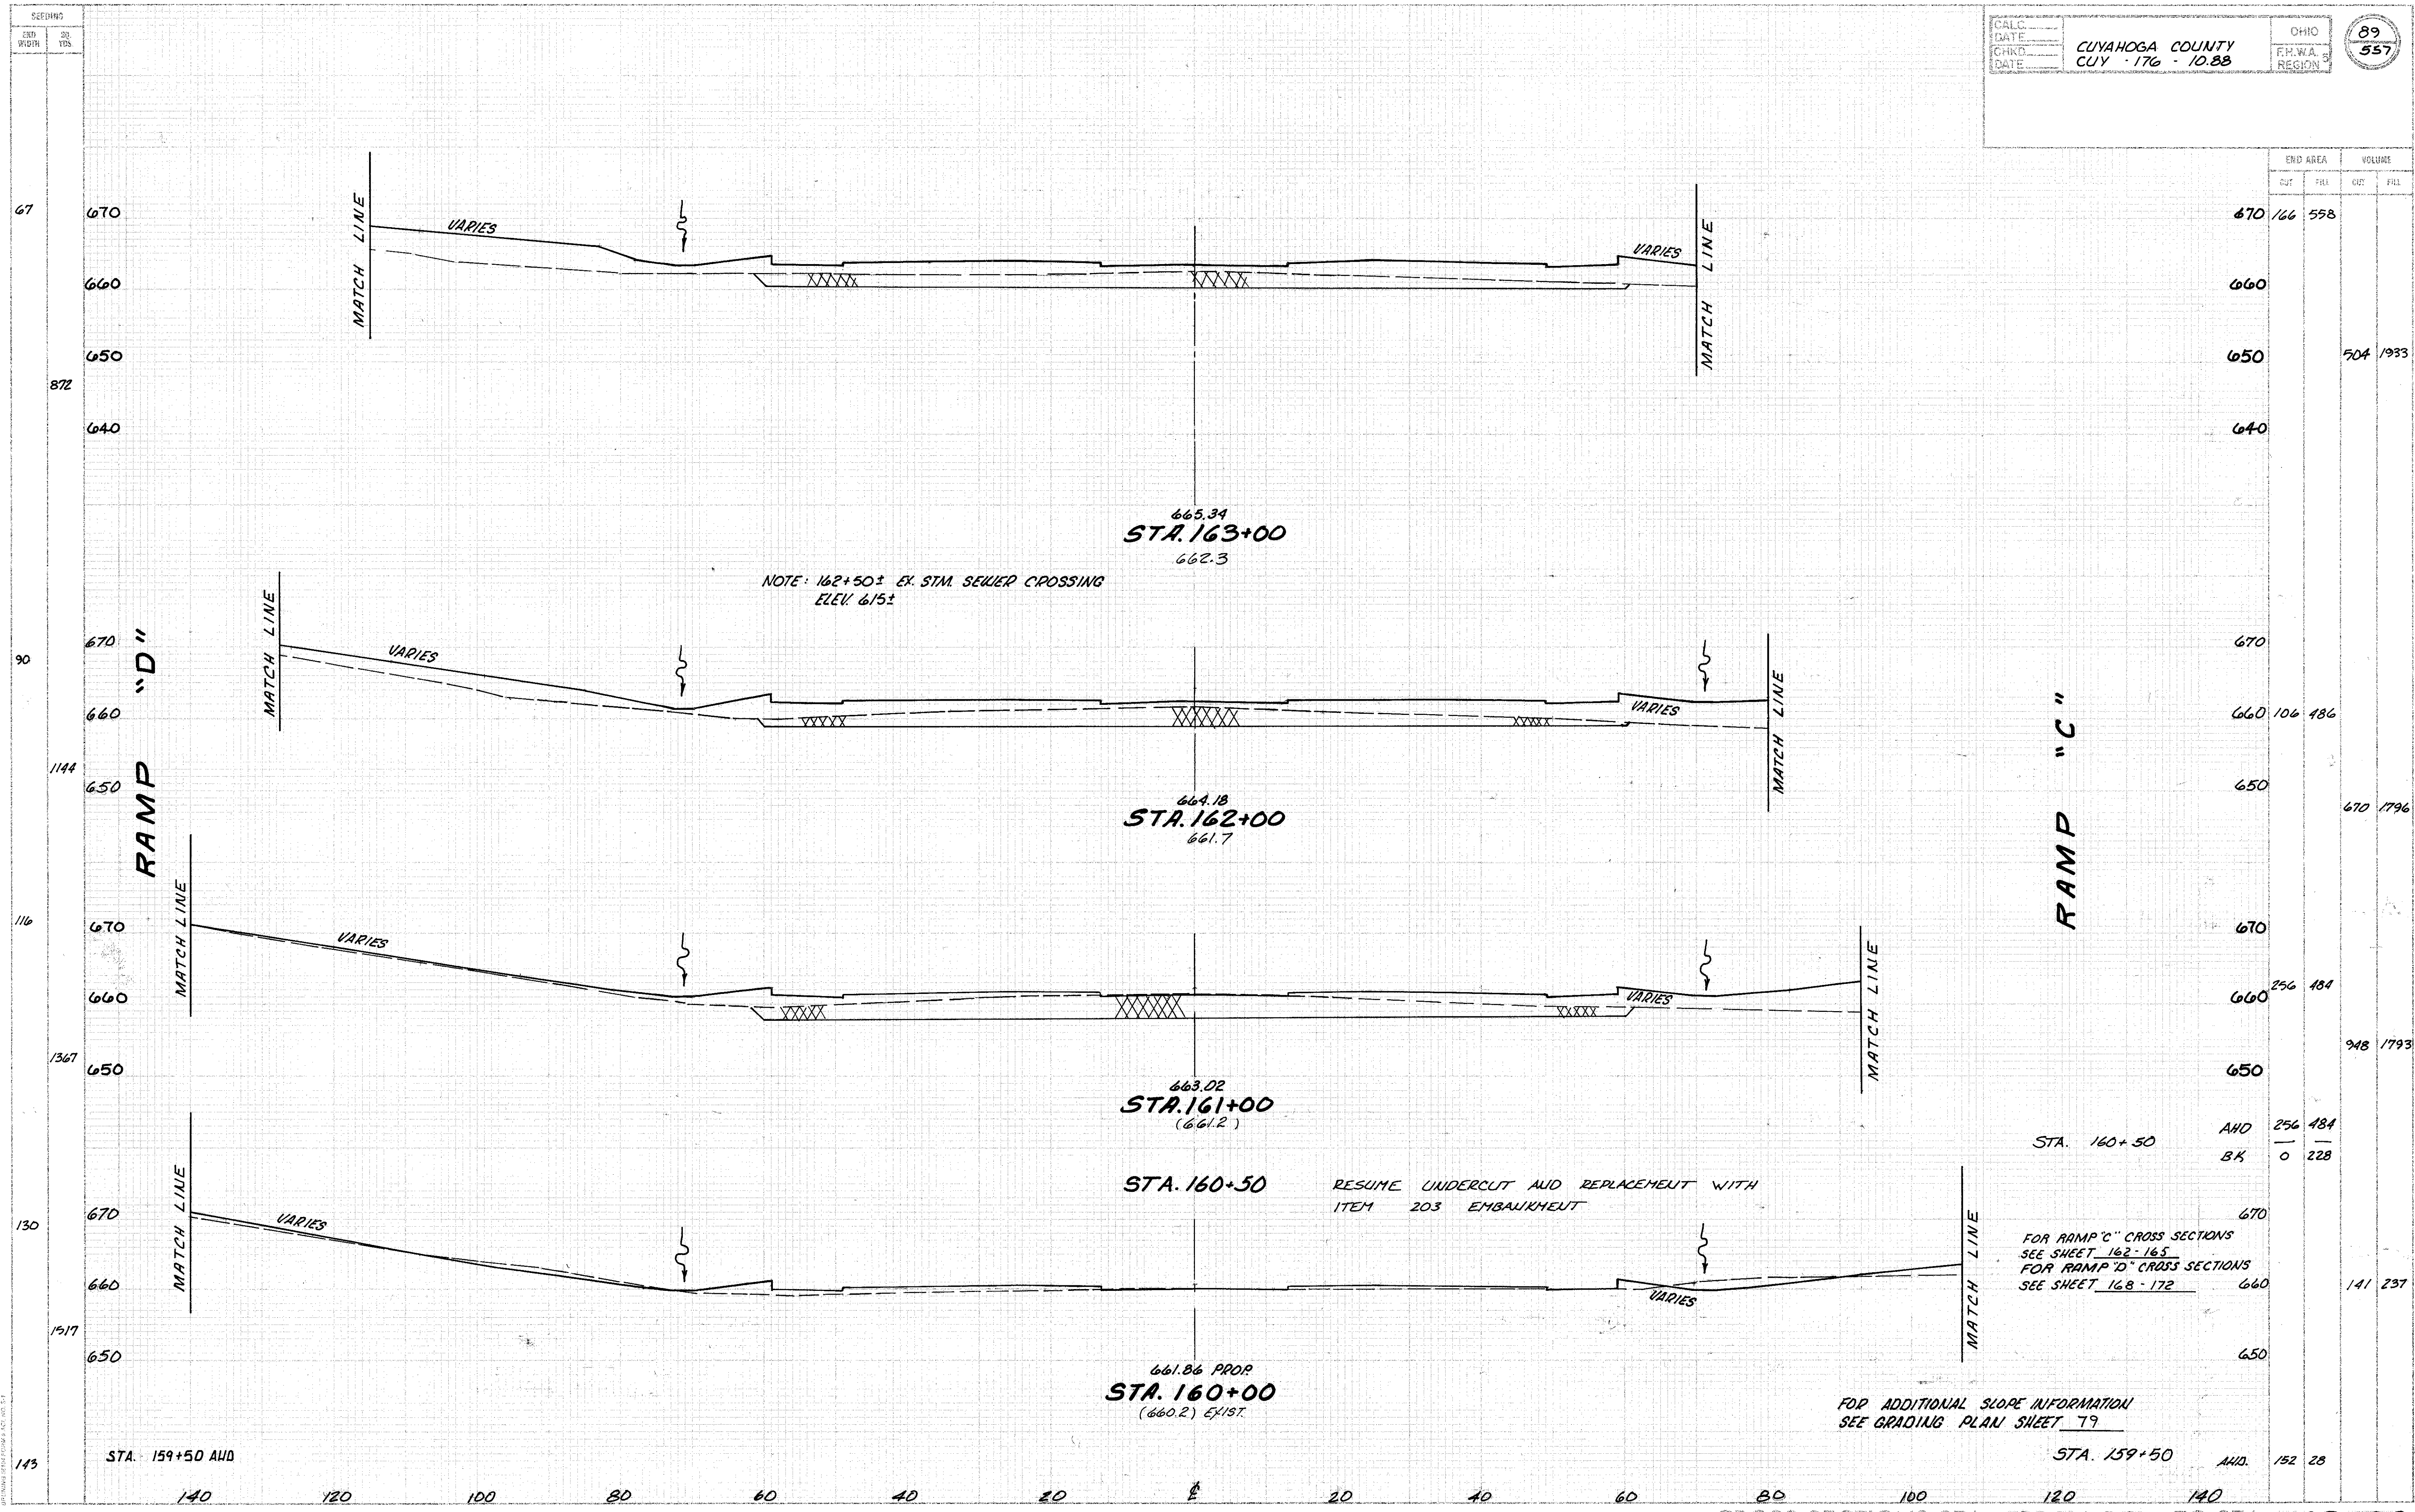 SEEDING
END WIDTH
SQ. YDS.
CALC.
DATE
CHKD.
DATE
CUYAHOGA COUNTY
CUY - 176 - 10.88
OHIO
F.H.W.A. REGION 5
89
557
END AREA VOLUME
CUT FILL CUT FILL
67
670
MATCH LINE
VARIES
VARIES
MATCH LINE
670
166 558
660
660
650
650
504 1933
872
640
640
665.34
STA. 163+00
662.3
NOTE: 162+50± EX. STM. SEWER CROSSING
ELEV. 615±
RAMP "D"
90
670
MATCH LINE
VARIES
VARIES
MATCH LINE
670
660
660
106 486
RAMP "C"
1144
650
650
664.18
STA. 162+00
661.7
670 1796
116
670
MATCH LINE
VARIES
VARIES
MATCH LINE
670
660
660
256 484
1367
650
650
948 1793
663.02
STA. 161+00
(661.2)
STA. 160+50
AHD 256 484
BK 0 228
STA. 160+50
RESUME UNDERCUT AND REPLACEMENT WITH
ITEM 203 EMBANKMENT
130
670
MATCH LINE
VARIES
VARIES
MATCH LINE
670
FOR RAMP "C" CROSS SECTIONS
SEE SHEET 162-165
FOR RAMP "D" CROSS SECTIONS
SEE SHEET 168-172
660
660
141 237
1517
650
650
661.86 PROP.
STA. 160+00
(660.2) EXIST.
FOR ADDITIONAL SLOPE INFORMATION
SEE GRADING PLAN SHEET 79
143
STA. 159+50 AHD
STA. 159+50
AHD. 152 28
140 120 100 80 60 40 20 ℄ 20 40 60 80 100 120 140